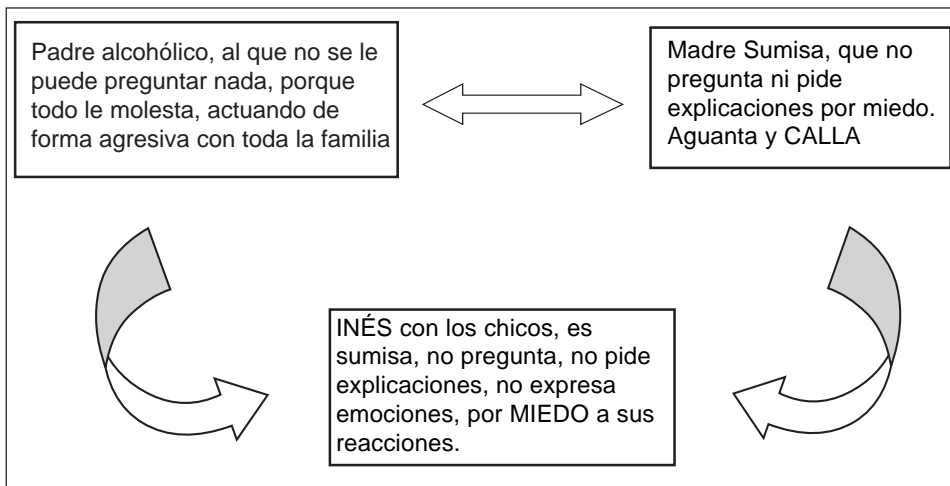 Padre alcohólico, al que no se le
puede preguntar nada, porque
todo le molesta, actuando de
forma agresiva con toda la familia
Madre Sumisa, que no
pregunta ni pide
explicaciones por miedo.
Aguanta y CALLA
INÉS con los chicos, es
sumisa, no pregunta, no pide
explicaciones, no expresa
emociones, por MIEDO a sus
reacciones.